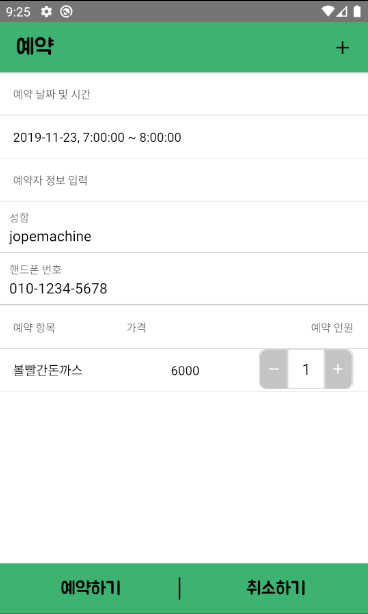 9:25
예약 +
예약 날짜 및 시간
2019-11-23, 7:00:00 ~ 8:00:00
예약자 정보 입력
성함
jopemachine
핸드폰 번호
010-1234-5678
예약 항목 가격 예약 인원
볼빨간돈까스 6000 − 1 +
예약하기 | 취소하기